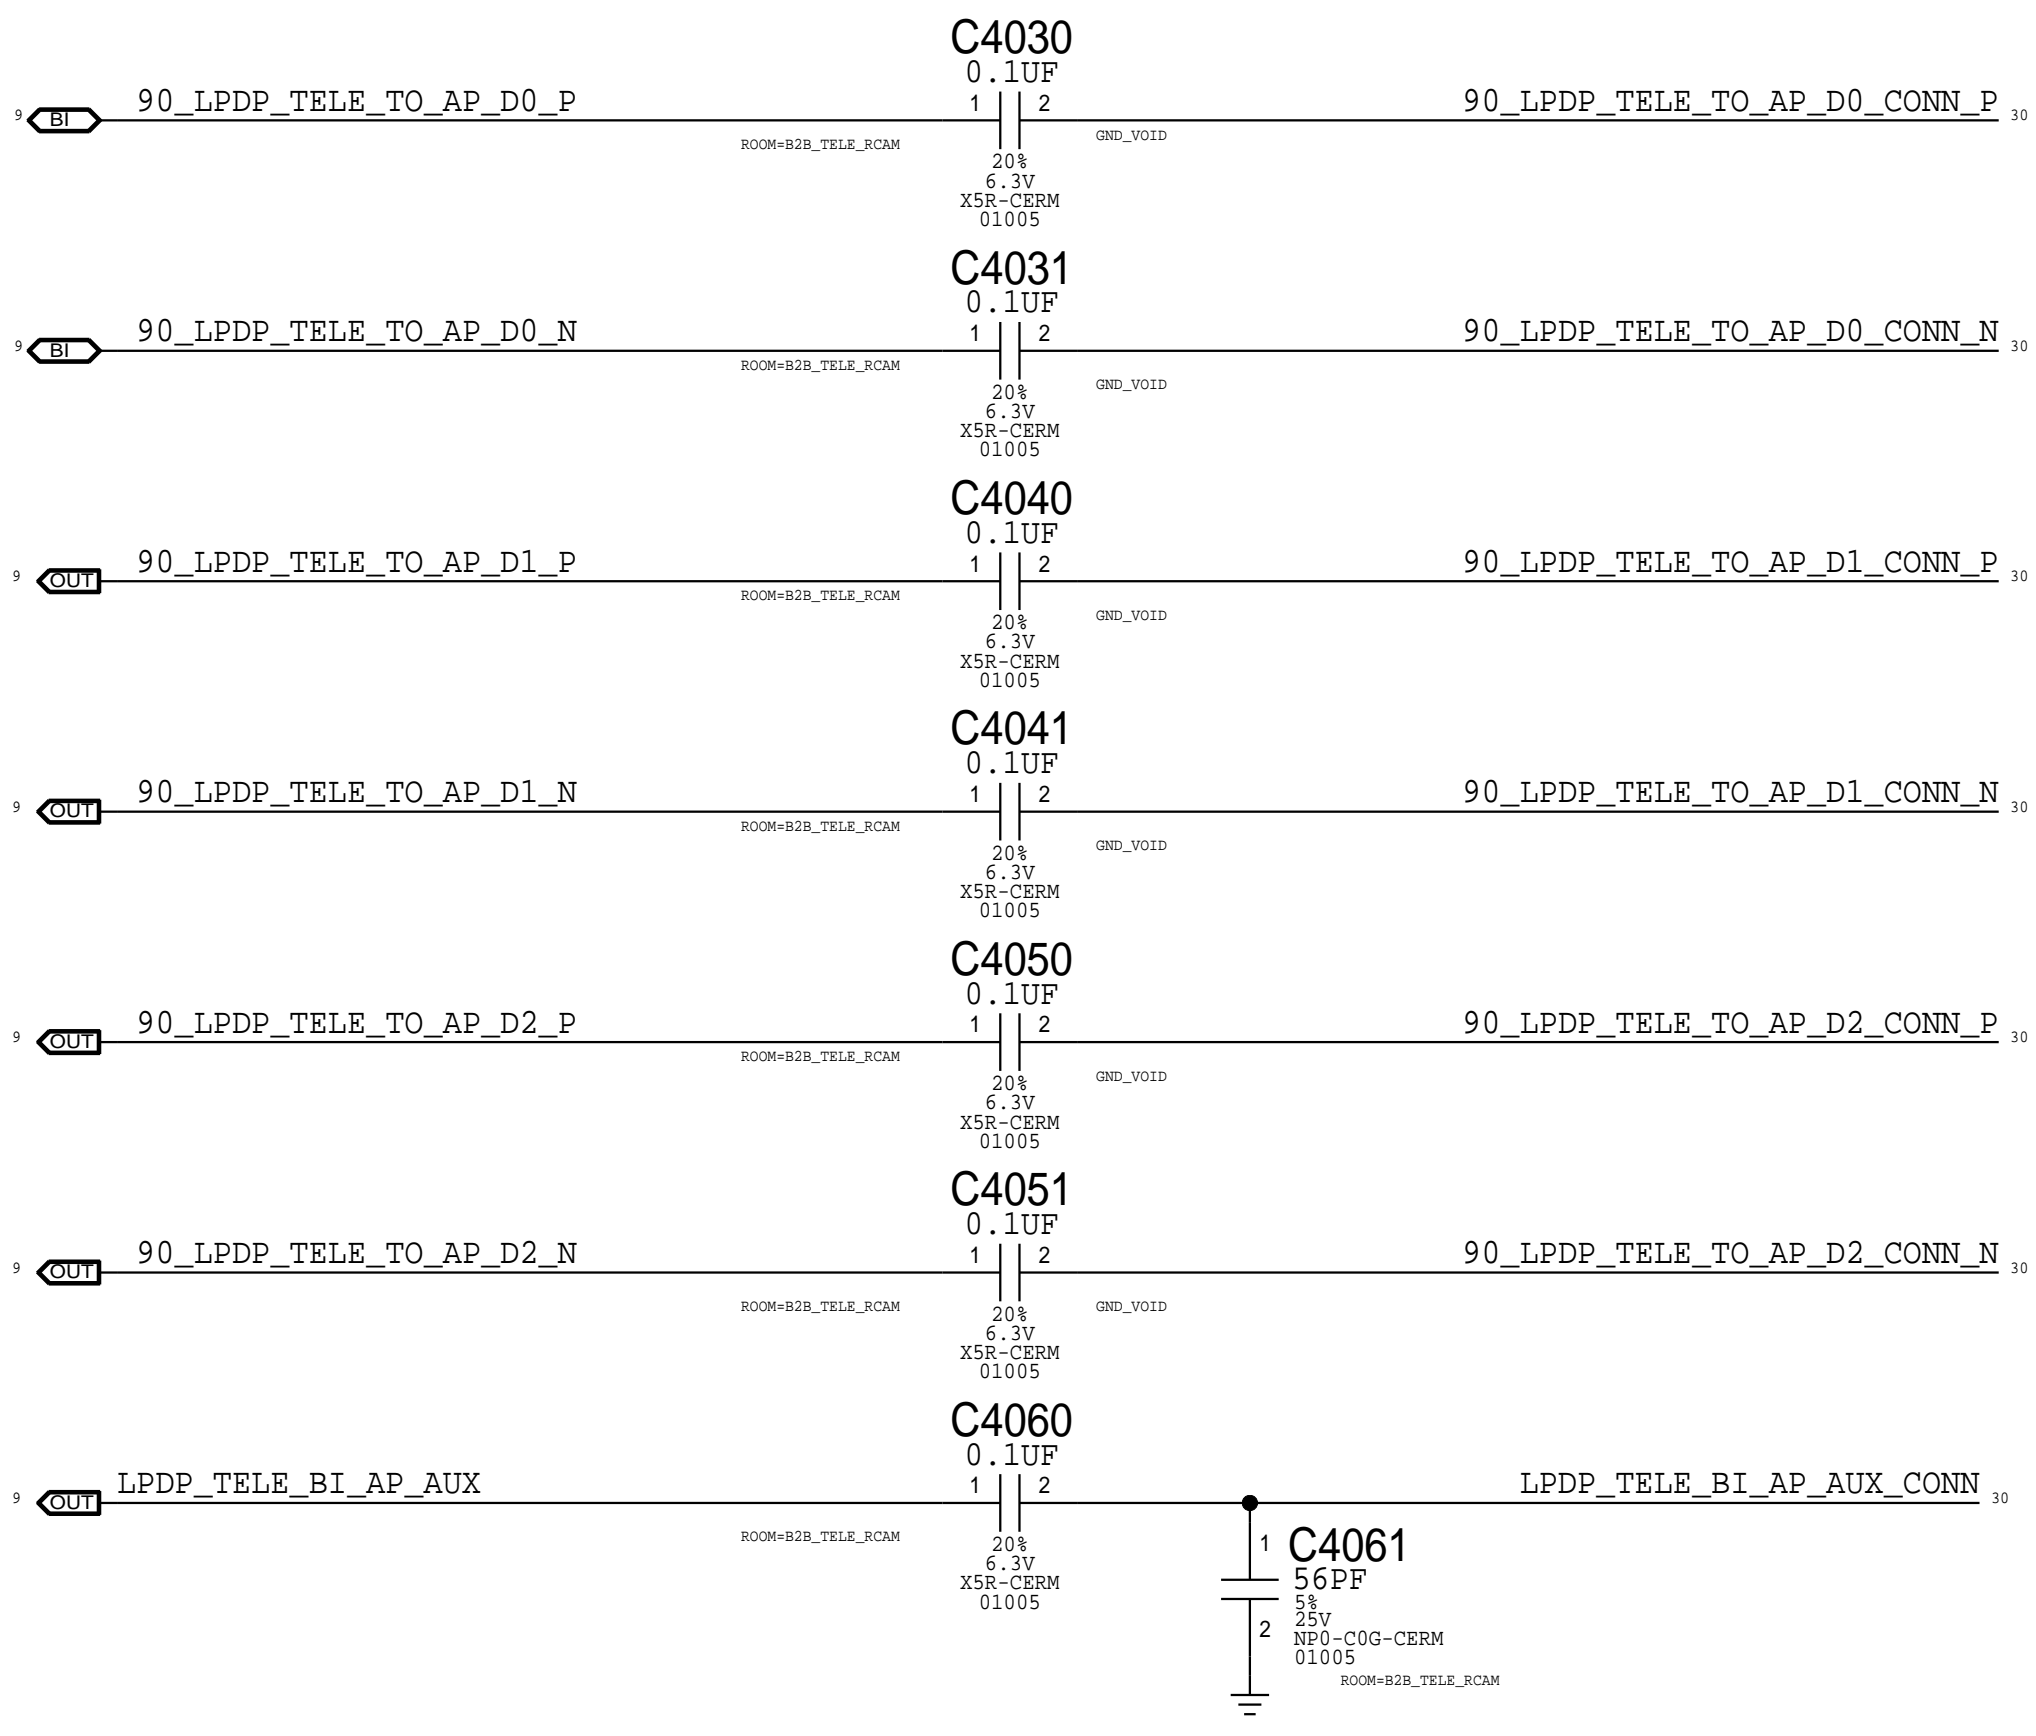 C4030
0.1UF
9 BI 90_LPDP_TELE_TO_AP_D0_P 1 2 90_LPDP_TELE_TO_AP_D0_CONN_P 30
ROOM=B2B_TELE_RCAM GND_VOID
20%
6.3V
X5R-CERM
01005
C4031
0.1UF
9 BI 90_LPDP_TELE_TO_AP_D0_N 1 2 90_LPDP_TELE_TO_AP_D0_CONN_N 30
ROOM=B2B_TELE_RCAM GND_VOID
20%
6.3V
X5R-CERM
01005
C4040
0.1UF
9 OUT 90_LPDP_TELE_TO_AP_D1_P 1 2 90_LPDP_TELE_TO_AP_D1_CONN_P 30
ROOM=B2B_TELE_RCAM GND_VOID
20%
6.3V
X5R-CERM
01005
C4041
0.1UF
9 OUT 90_LPDP_TELE_TO_AP_D1_N 1 2 90_LPDP_TELE_TO_AP_D1_CONN_N 30
ROOM=B2B_TELE_RCAM GND_VOID
20%
6.3V
X5R-CERM
01005
C4050
0.1UF
9 OUT 90_LPDP_TELE_TO_AP_D2_P 1 2 90_LPDP_TELE_TO_AP_D2_CONN_P 30
ROOM=B2B_TELE_RCAM GND_VOID
20%
6.3V
X5R-CERM
01005
C4051
0.1UF
9 OUT 90_LPDP_TELE_TO_AP_D2_N 1 2 90_LPDP_TELE_TO_AP_D2_CONN_N 30
ROOM=B2B_TELE_RCAM GND_VOID
20%
6.3V
X5R-CERM
01005
C4060
0.1UF
9 OUT LPDP_TELE_BI_AP_AUX 1 2 LPDP_TELE_BI_AP_AUX_CONN 30
ROOM=B2B_TELE_RCAM
20%
6.3V
X5R-CERM
01005
1 C4061
56PF
5%
25V
2 NP0-C0G-CERM
01005
ROOM=B2B_TELE_RCAM